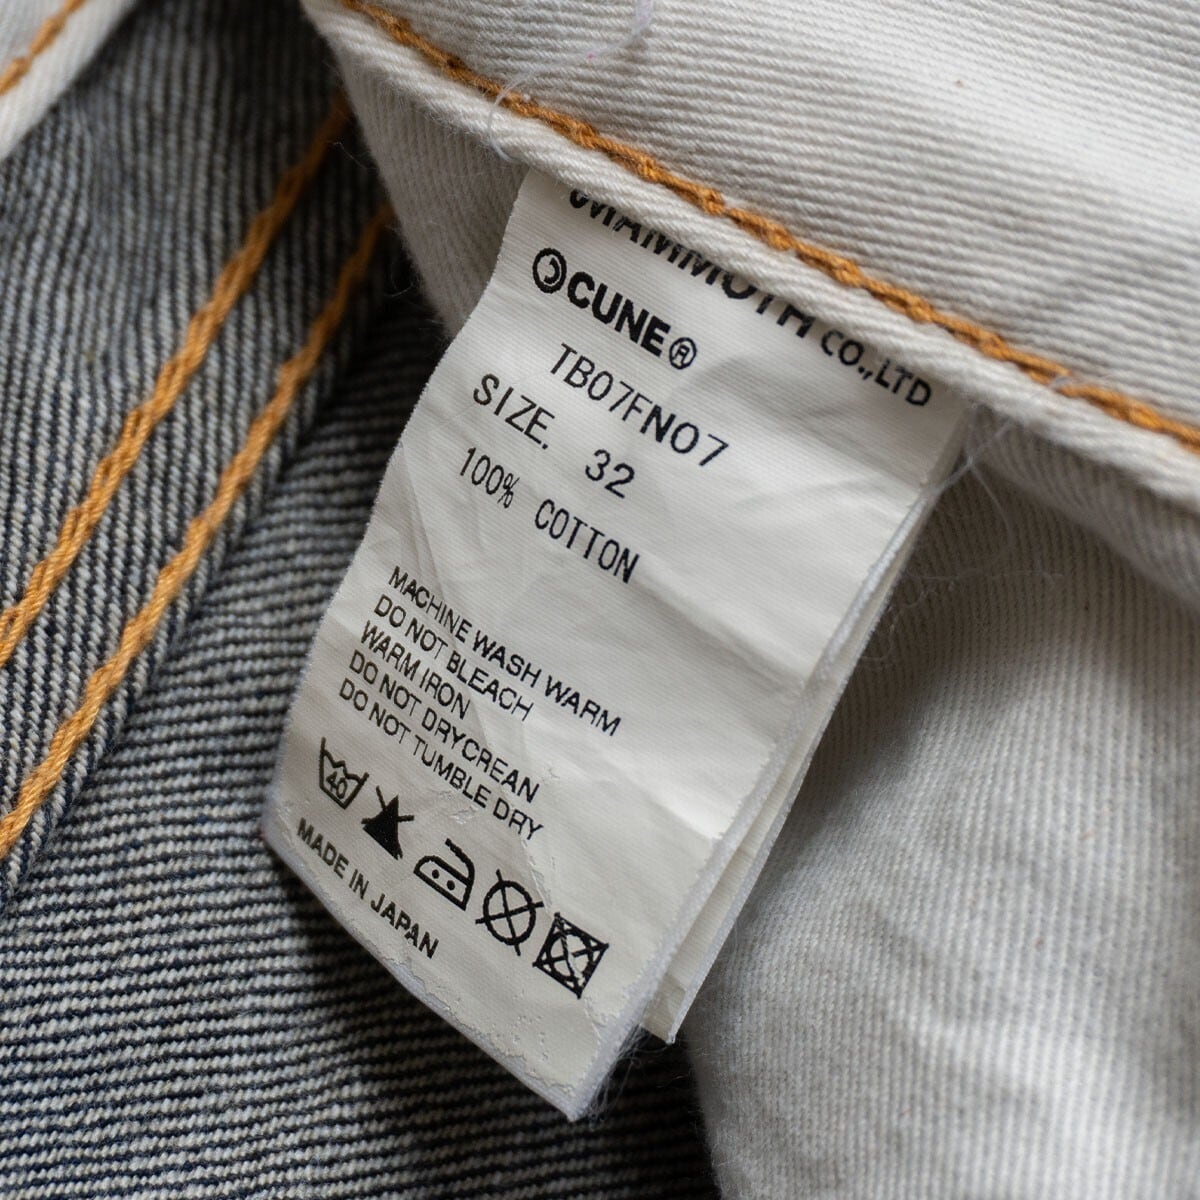 MAMMOTH CO.,LTD
CUNE®
TB07FN07
SIZE. 32
100% COTTON
MACHINE WASH WARM
DO NOT BLEACH
WARM IRON
DO NOT DRYCREAN
DO NOT TUMBLE DRY
40
MADE IN JAPAN